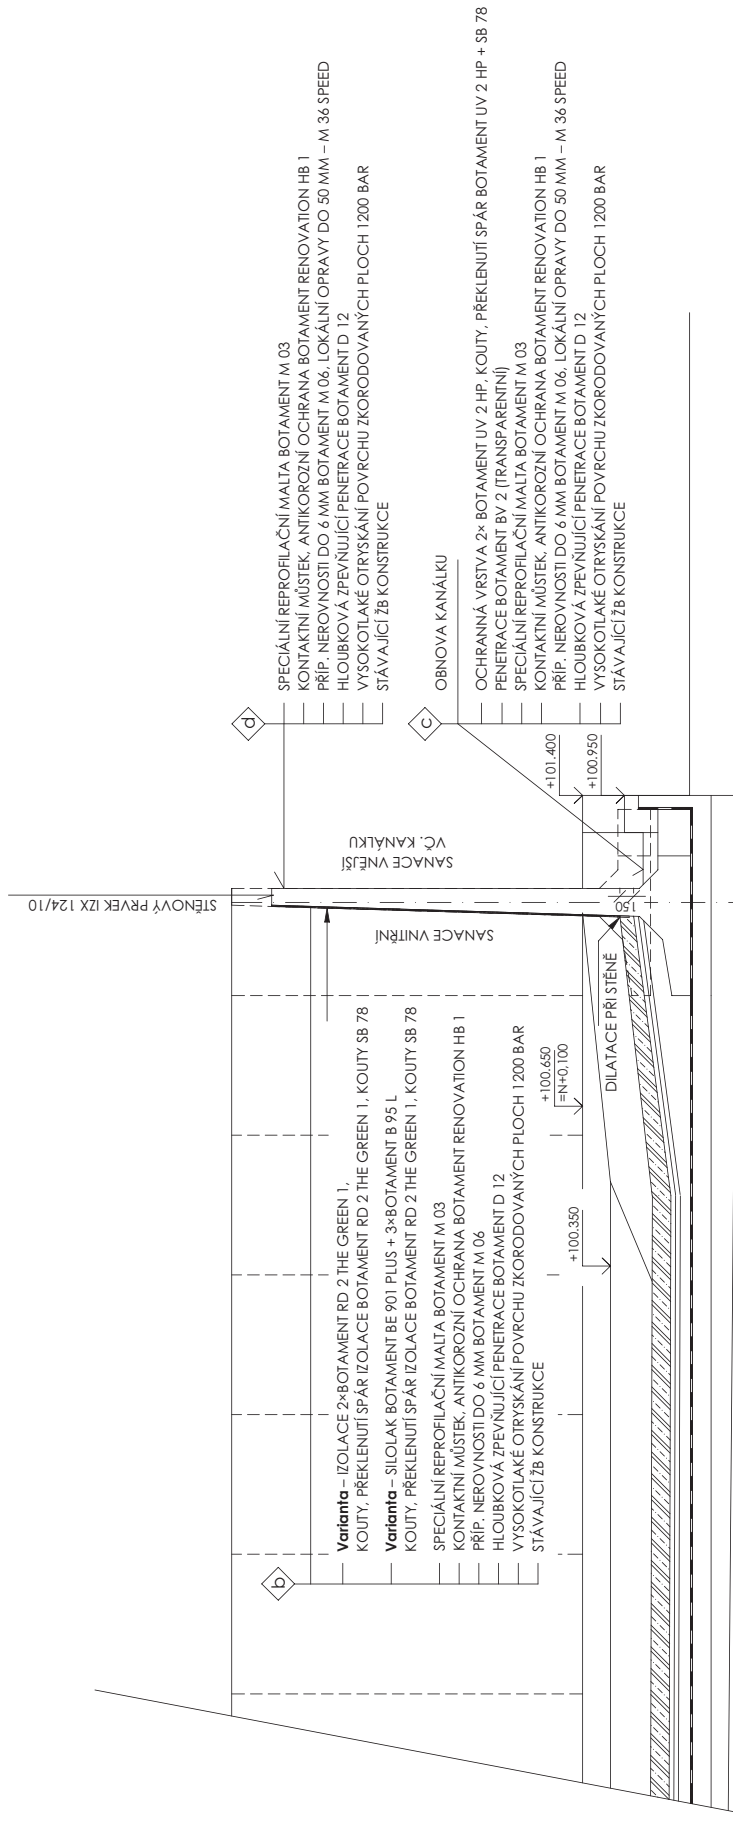 STĚNOVÝ PRVEK IZX 124/10
d
SPECIÁLNÍ REPROFILAČNÍ MALTA BOTAMENT M 03
KONTAKTNÍ MŮSTEK, ANTIKOROZNÍ OCHRANA BOTAMENT RENOVATION HB 1
PŘÍP. NEROVNOSTI DO 6 MM BOTAMENT M 06, LOKÁLNÍ OPRAVY DO 50 MM – M 36 SPEED
HLOUBKOVÁ ZPEVŇUJÍCÍ PENETRACE BOTAMENT D 12
VYSOKOTLAKÉ OTRYSKÁNÍ POVRCHU ZKORODOVANÝCH PLOCH 1200 BAR
STÁVAJÍCÍ ŽB KONSTRUKCE
c
OBNOVA KANÁLKU
OCHRANNÁ VRSTVA 2× BOTAMENT UV 2 HP, KOUTY, PŘEKLENUTÍ SPÁR BOTAMENT UV 2 HP + SB 78
PENETRACE BOTAMENT BV 2 (TRANSPARENTNÍ)
SPECIÁLNÍ REPROFILAČNÍ MALTA BOTAMENT M 03
KONTAKTNÍ MŮSTEK, ANTIKOROZNÍ OCHRANA BOTAMENT RENOVATION HB 1
PŘÍP. NEROVNOSTI DO 6 MM BOTAMENT M 06, LOKÁLNÍ OPRAVY DO 50 MM – M 36 SPEED
HLOUBKOVÁ ZPEVŇUJÍCÍ PENETRACE BOTAMENT D 12
VYSOKOTLAKÉ OTRYSKÁNÍ POVRCHU ZKORODOVANÝCH PLOCH 1200 BAR
STÁVAJÍCÍ ŽB KONSTRUKCE
SANACE VNĚJŠÍ
VČ. KANÁLKU
SANACE VNITŘNÍ
+101.400
+100.950
150
DILATACE PŘI STĚNĚ
b
Varianta – IZOLACE 2×BOTAMENT RD 2 THE GREEN 1,
KOUTY, PŘEKLENUTÍ SPÁR IZOLACE BOTAMENT RD 2 THE GREEN 1, KOUTY SB 78
Varianta – SILOLAK BOTAMENT BE 901 PLUS + 3×BOTAMENT B 95 L
KOUTY, PŘEKLENUTÍ SPÁR IZOLACE BOTAMENT RD 2 THE GREEN 1, KOUTY SB 78
SPECIÁLNÍ REPROFILAČNÍ MALTA BOTAMENT M 03
KONTAKTNÍ MŮSTEK, ANTIKOROZNÍ OCHRANA BOTAMENT RENOVATION HB 1
PŘÍP. NEROVNOSTI DO 6 MM BOTAMENT M 06
HLOUBKOVÁ ZPEVŇUJÍCÍ PENETRACE BOTAMENT D 12
VYSOKOTLAKÉ OTRYSKÁNÍ POVRCHU ZKORODOVANÝCH PLOCH 1200 BAR
STÁVAJÍCÍ ŽB KONSTRUKCE
+100.650
=N+0,100
+100.350